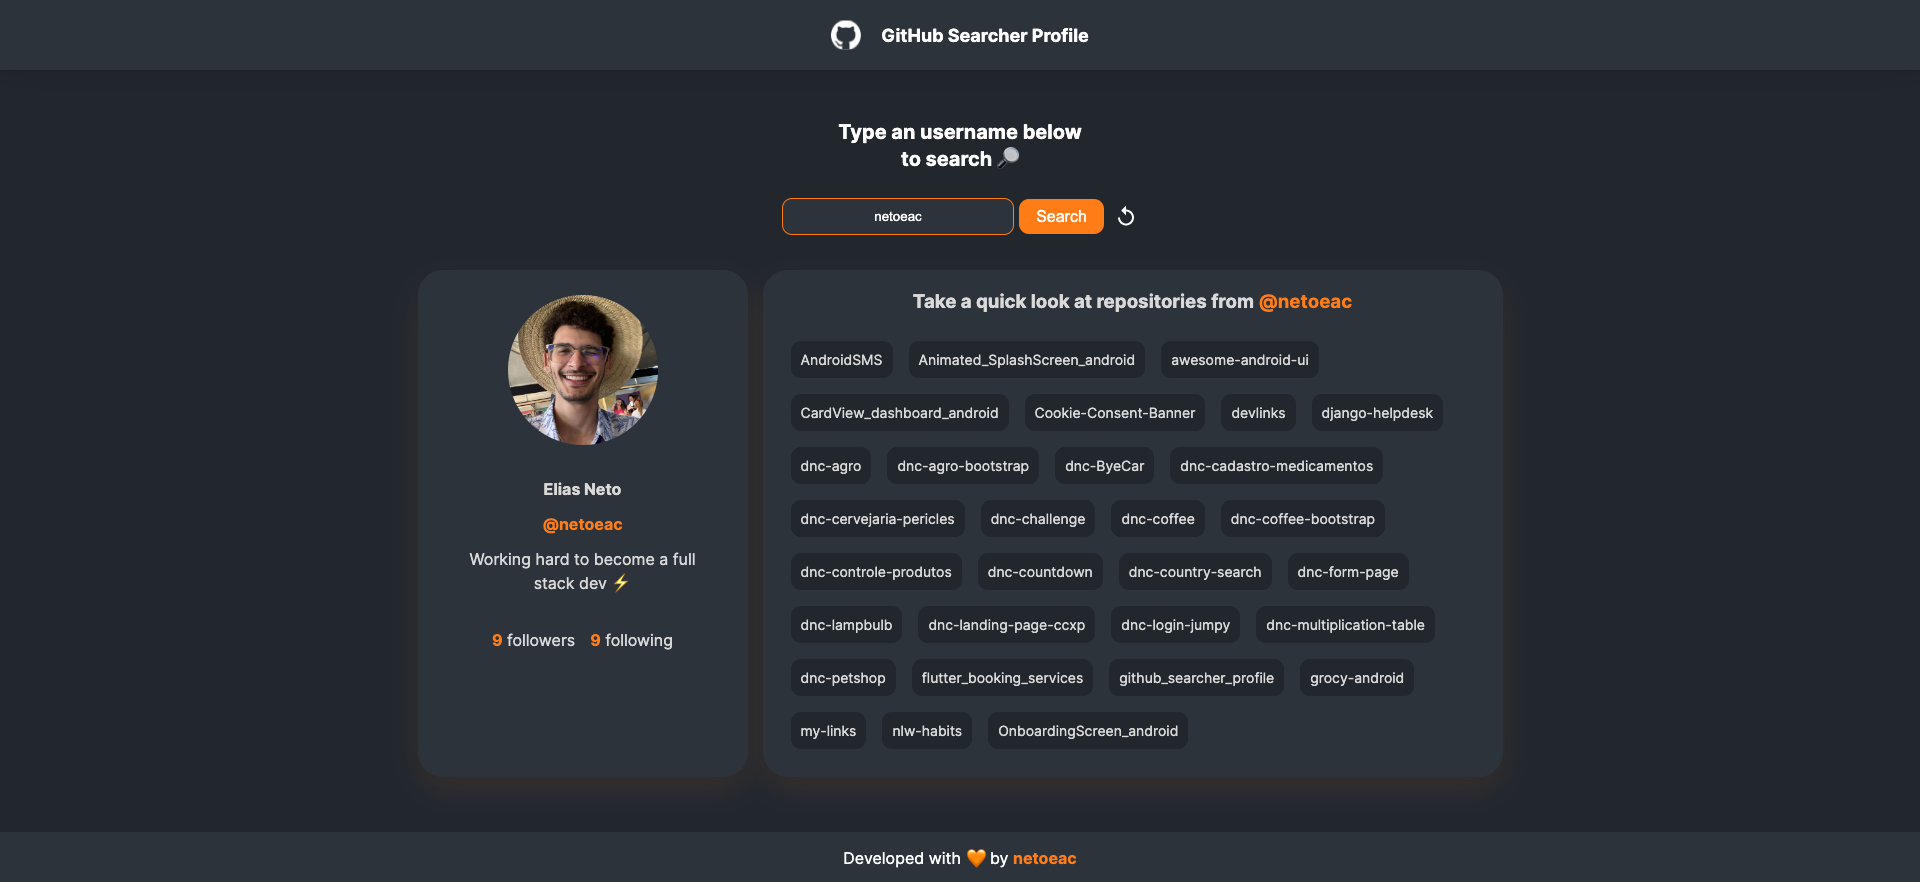 GitHub Searcher Profile
Type an username below
to search 🔎
netoeac
Search
Elias Neto
@netoeac
Working hard to become a full
stack dev ⚡
9 followers 9 following
Take a quick look at repositories from @netoeac
AndroidSMS Animated_SplashScreen_android awesome-android-ui
CardView_dashboard_android Cookie-Consent-Banner devlinks django-helpdesk
dnc-agro dnc-agro-bootstrap dnc-ByeCar dnc-cadastro-medicamentos
dnc-cervejaria-pericles dnc-challenge dnc-coffee dnc-coffee-bootstrap
dnc-controle-produtos dnc-countdown dnc-country-search dnc-form-page
dnc-lampbulb dnc-landing-page-ccxp dnc-login-jumpy dnc-multiplication-table
dnc-petshop flutter_booking_services github_searcher_profile grocy-android
my-links nlw-habits OnboardingScreen_android
Developed with 🧡 by netoeac